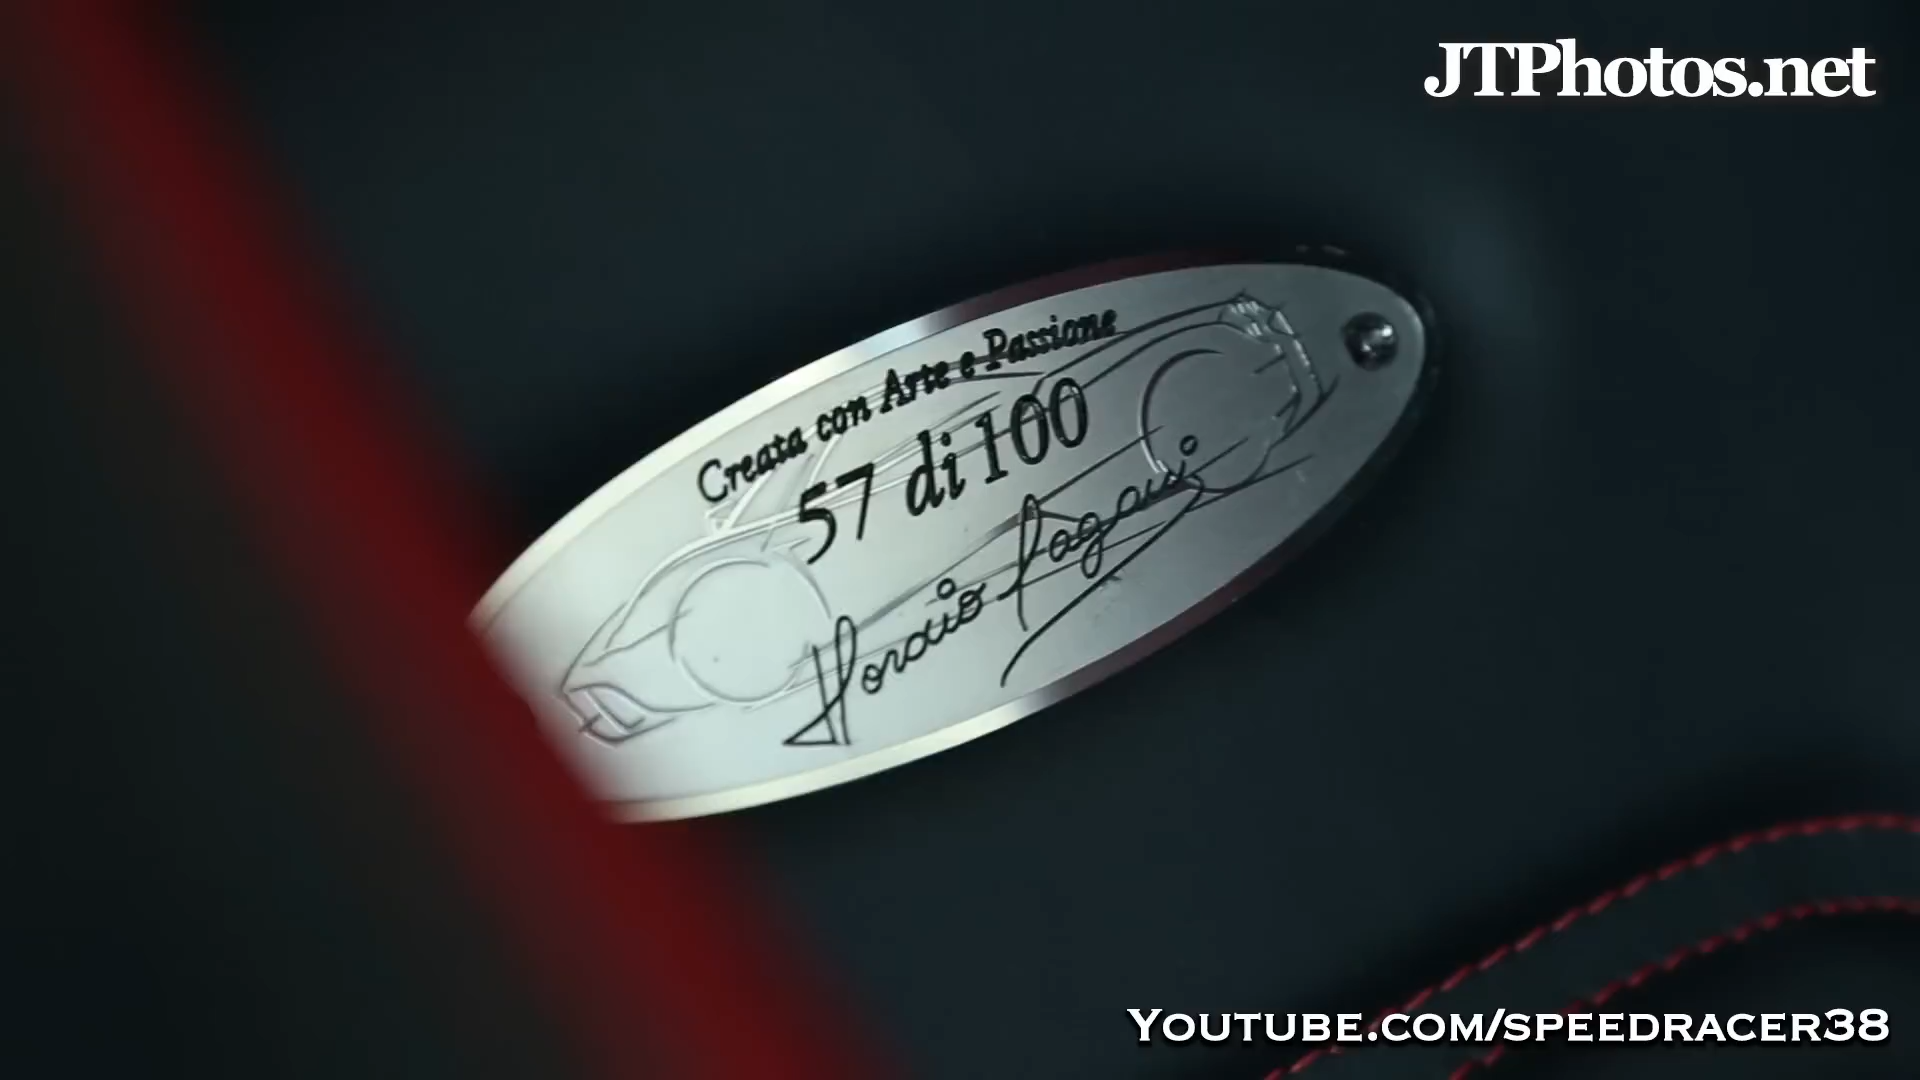 JTPhotos.net
Creata con Arte e Passione
57 di 100
Horacio Pagani
Youtube.com/speedracer38